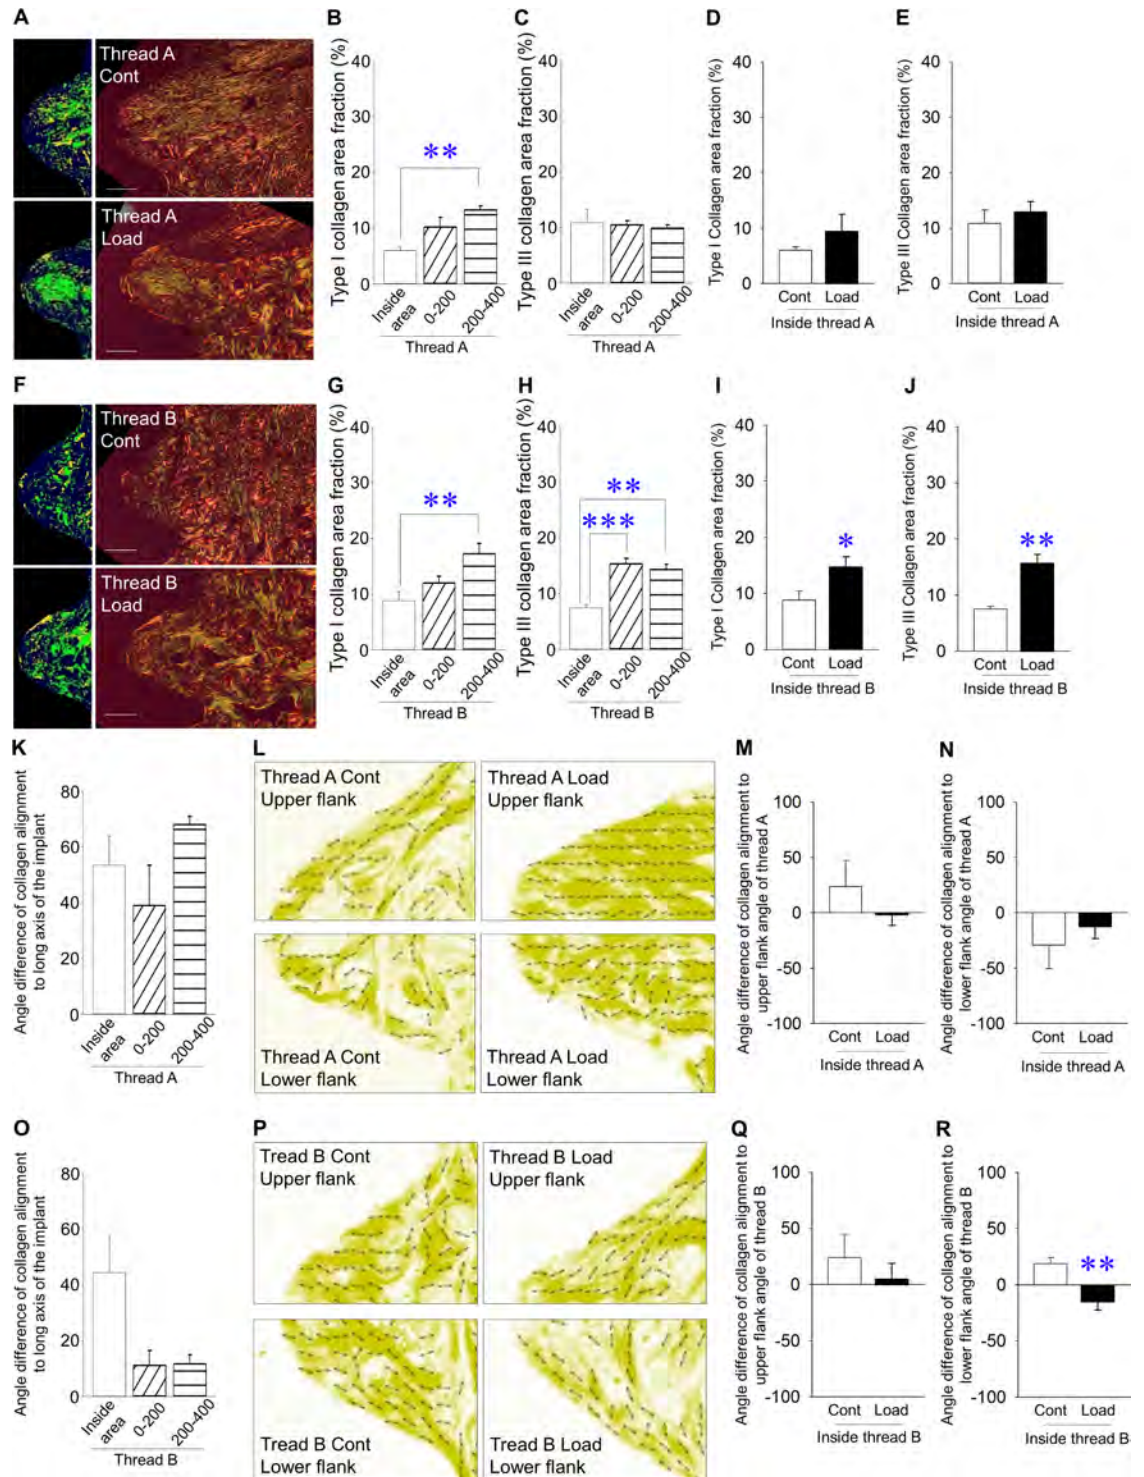 A
Thread A
Cont
Thread A
Load
B
Type I collagen area fraction (%)
40
30
20
10
0
**
Inside area
0-200
200-400
Thread A
C
Type III collagen area fraction (%)
40
30
20
10
0
Inside area
0-200
200-400
Thread A
D
Type I Collagen area fraction (%)
40
30
20
10
0
Cont Load
Inside thread A
E
Type III Collagen area fraction (%)
40
30
20
10
0
Cont Load
Inside thread A
F
Thread B
Cont
Thread B
Load
G
Type I collagen area fraction (%)
40
30
20
10
0
**
Inside area
0-200
200-400
Thread B
H
Type III collagen area fraction (%)
40
30
20
10
0
**
***
Inside area
0-200
200-400
Thread B
I
Type I Collagen area fraction (%)
40
30
20
10
0
*
Cont Load
Inside thread B
J
Type III Collagen area fraction (%)
40
30
20
10
0
**
Cont Load
Inside thread B
K
Angle difference of collagen alignment
to long axis of the implant
80
60
40
20
0
Inside area
0-200
200-400
Thread A
L
Thread A Cont
Upper flank
Thread A Load
Upper flank
Thread A Cont
Lower flank
Thread A Load
Lower flank
M
Angle difference of collagen alignment to
upper flank angle of thread A
100
50
0
-50
-100
Cont Load
Inside thread A
N
Angle difference of collagen alignment to
lower flank angle of thread A
100
50
0
-50
-100
Cont Load
Inside thread A
O
Angle difference of collagen alignment
to long axis of the implant
80
60
40
20
0
Inside area
0-200
200-400
Thread B
P
Tread B Cont
Upper flank
Thread B Load
Upper flank
Tread B Cont
Lower flank
Tread B Load
Lower flank
Q
Angle difference of collagen alignment to
upper flank angle of thread B
100
50
0
-50
-100
Cont Load
Inside thread B
R
Angle difference of collagen alignment to
lower flank angle of thread B
100
50
0
-50
-100
**
Cont Load
Inside thread B